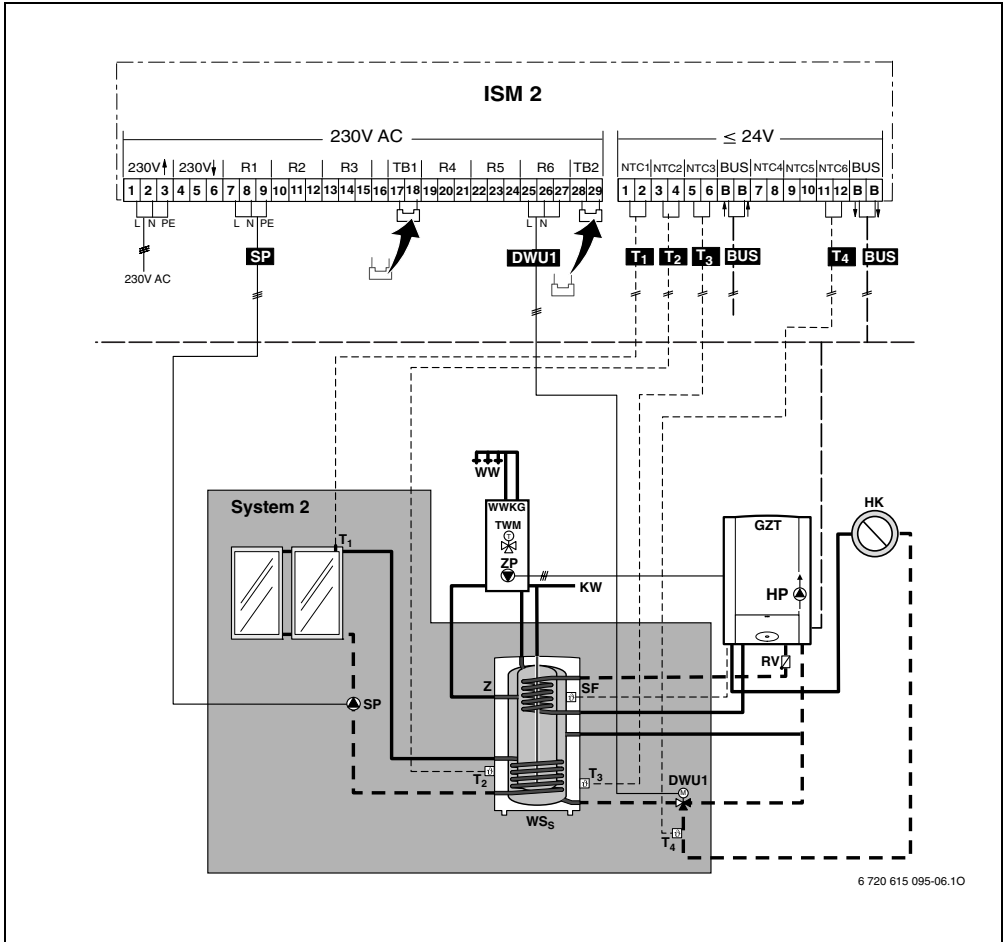 ISM 2
230V AC
≤ 24V
230V 230V R1 R2 R3 TB1 R4 R5 R6 TB2
NTC1 NTC2 NTC3 BUS NTC4 NTC5 NTC6 BUS
1 2 3 4 5 6 7 8 9 10 11 12 13 14 15 16 17 18 19 20 21 22 23 24 25 26 27 28 29
1 2 3 4 5 6 B B 7 8 9 10 11 12 B B
L N PE
L N PE
L N
SP
DWU1
T1
T2
T3
BUS
T4
BUS
230V AC
WW
System 2
WWKG
TWM
T
ZP
KW
GZT
HP
HK
T1
RV
Z
SF
SP
T2
T3
DWU1
M
WSS
T4
6 720 615 095-06.1O